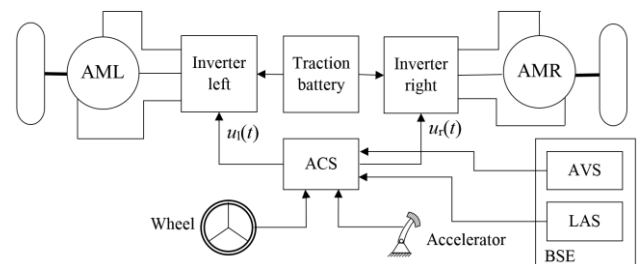 AML
Inverter
left
Traction
battery
Inverter
right
AMR
u_l(t)
u_r(t)
ACS
AVS
LAS
BSE
Wheel
Accelerator